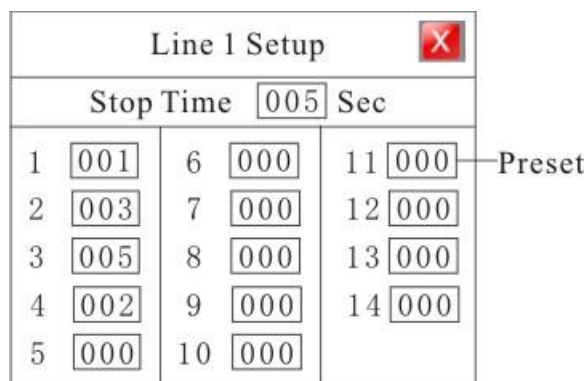 Line 1 Setup X
Stop Time 005 Sec
1 001 6 000 11 000 Preset
2 003 7 000 12 000
3 005 8 000 13 000
4 002 9 000 14 000
5 000 10 000